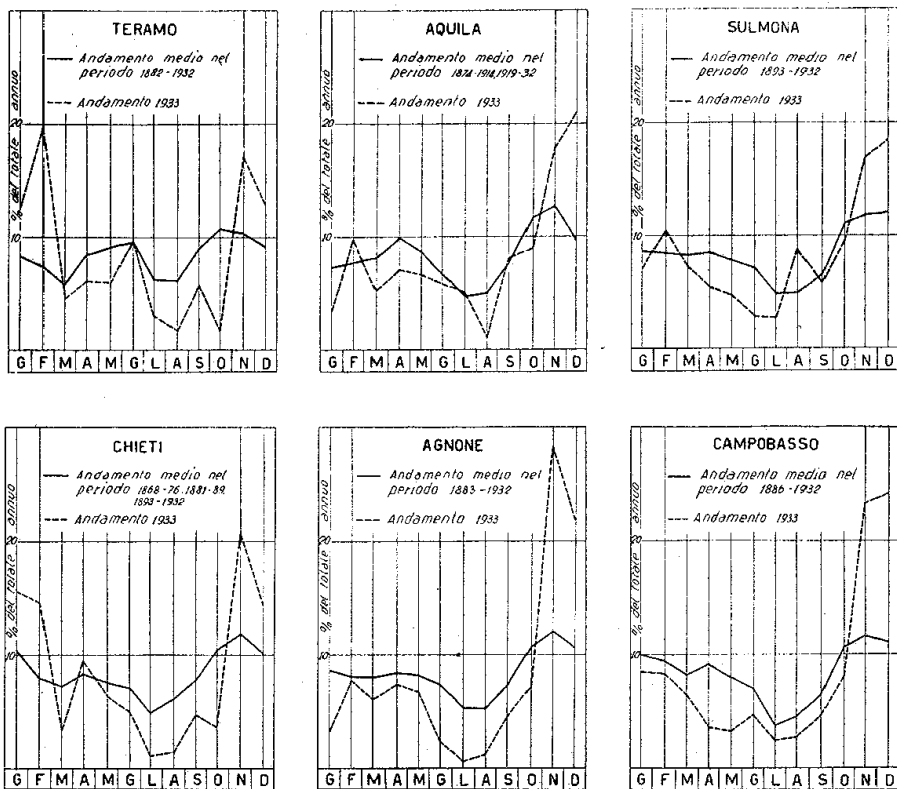 TERAMO
Andamento medio nel
periodo 1882-1932
Andamento 1933
% del totale annuo
20
10
G F M A M G L A S O N D
AQUILA
Andamento medio nel
periodo 1874-1914,1919-32
Andamento 1933
% del totale annuo
20
10
G F M A M G L A S O N D
SULMONA
Andamento medio nel
periodo 1893-1932
Andamento 1933
% del totale annuo
20
10
G F M A M G L A S O N D
CHIETI
Andamento medio nel
periodo 1868-76.1881-89.
1893-1932
Andamento 1933
% del totale annuo
20
10
G F M A M G L A S O N D
AGNONE
Andamento medio nel
periodo 1883-1932
Andamento 1933
% del totale annuo
20
10
G F M A M G L A S O N D
CAMPOBASSO
Andamento medio nel
periodo 1886-1932
Andamento 1933
% del totale annuo
20
10
G F M A M G L A S O N D